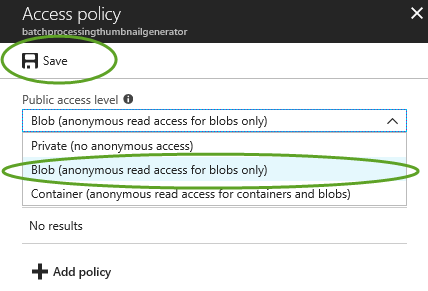 Access policy
batchprocessingthumbnailgenerator
Save
Public access level
Blob (anonymous read access for blobs only)
Private (no anonymous access)
Blob (anonymous read access for blobs only)
Container (anonymous read access for containers and blobs)
No results
Add policy